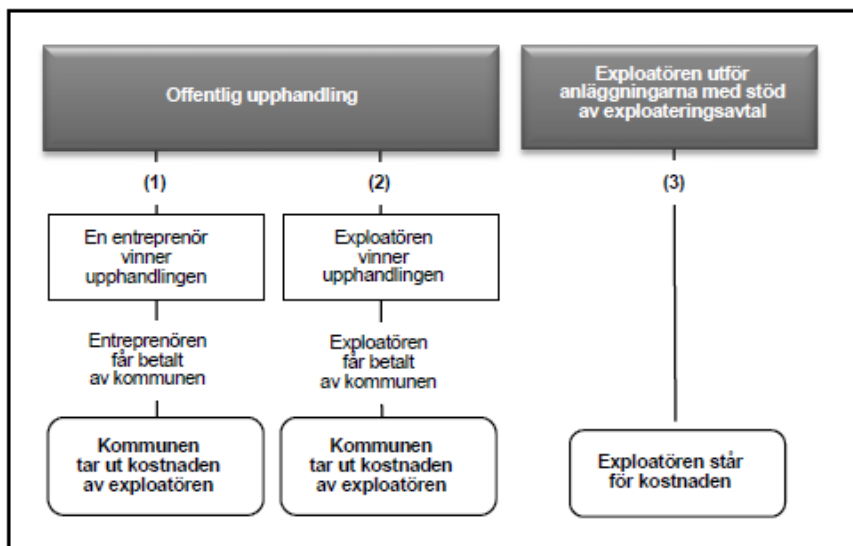 Offentlig upphandling
Exploatören utför
anläggningarna med stöd
av exploateringsavtal
(1)
(2)
(3)
En entreprenör
vinner
upphandlingen
Exploatören
vinner
upphandlingen
Entreprenören
får betalt
av kommunen
Exploatören
får betalt
av kommunen
Kommunen
tar ut kostnaden
av exploatören
Kommunen
tar ut kostnaden
av exploatören
Exploatören står
för kostnaden